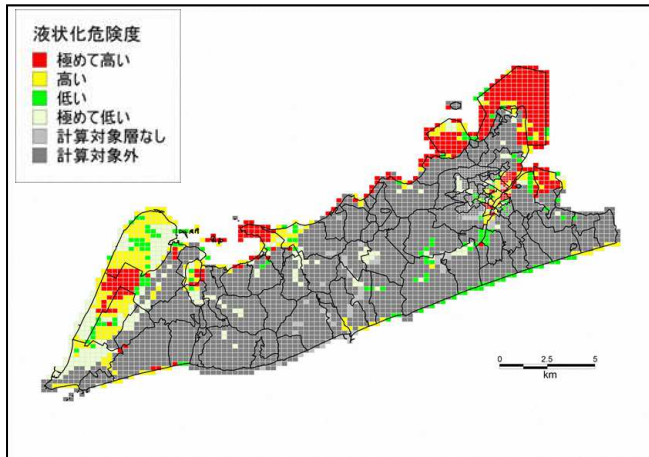 液状化危険度
極めて高い
高い
低い
極めて低い
計算対象層なし
計算対象外
0 2.5 5
km